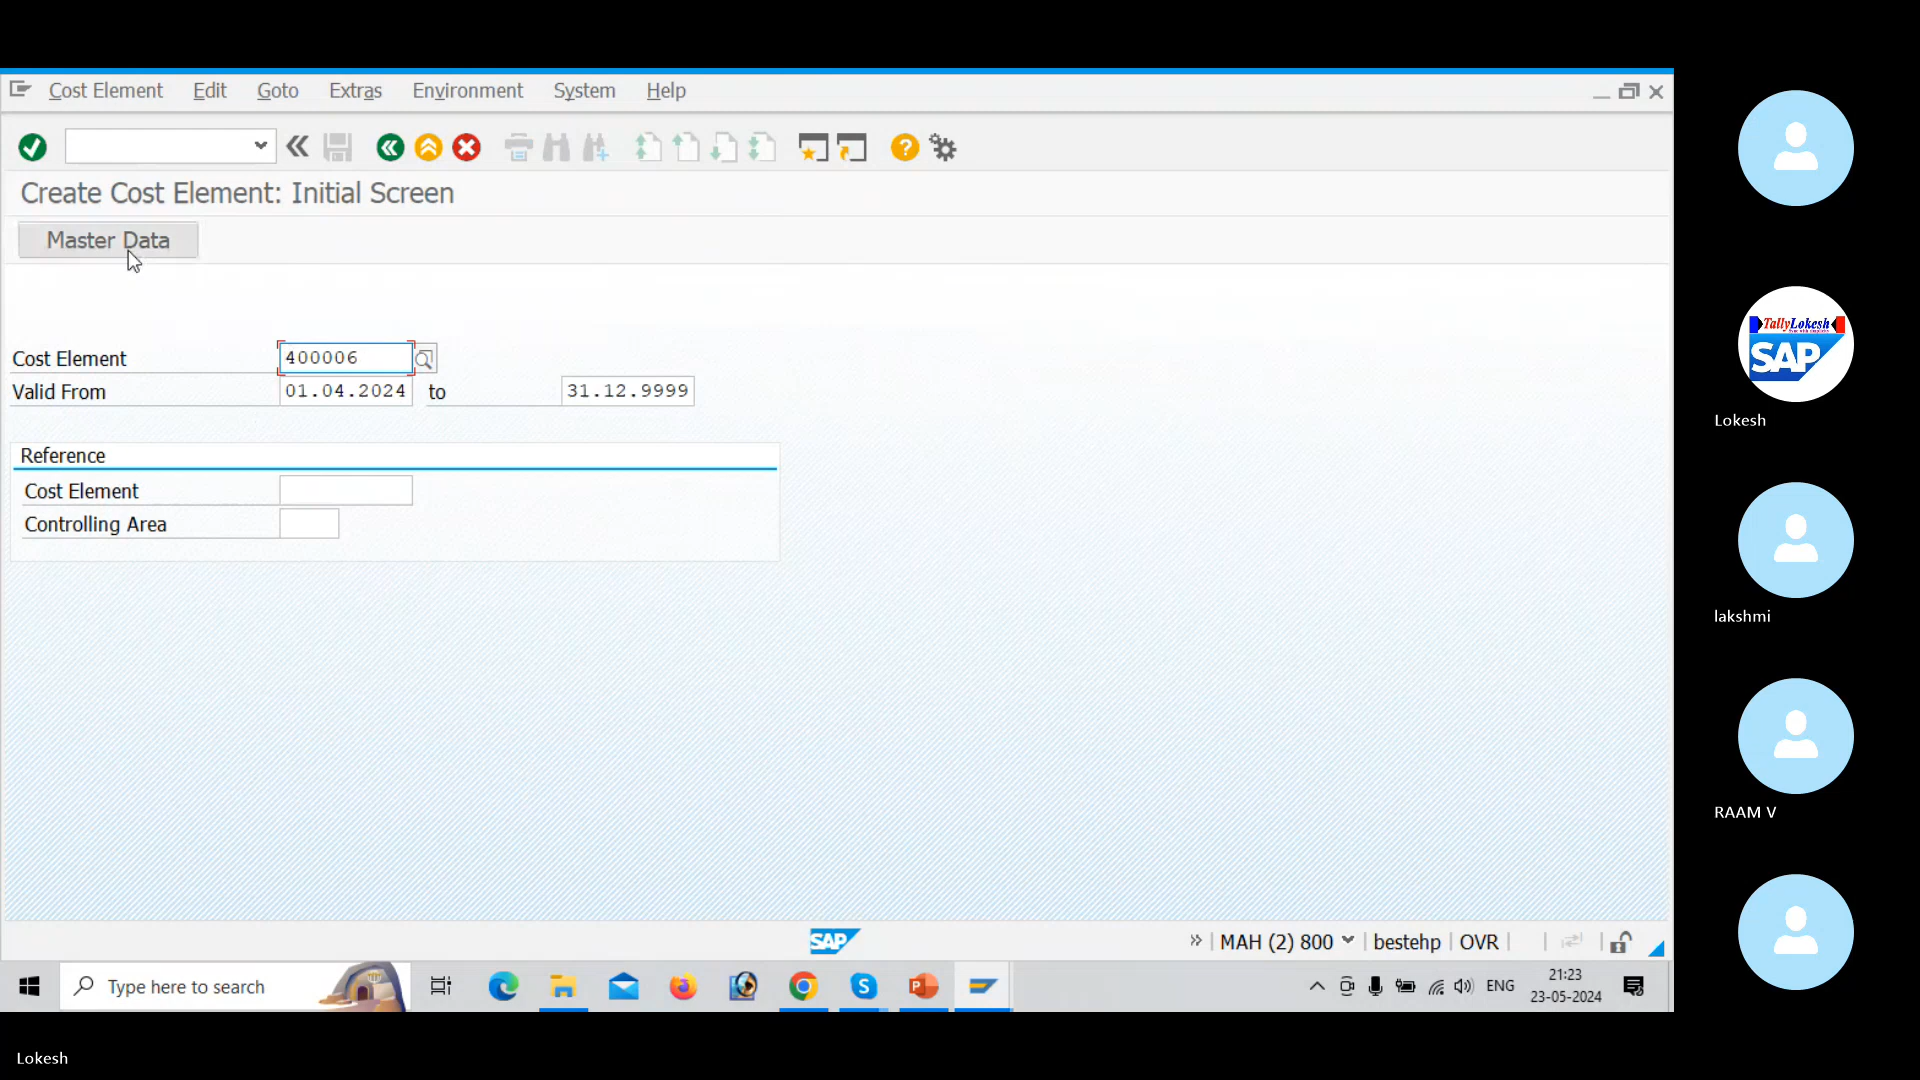 Cost Element Edit Goto Extras Environment System Help
Create Cost Element: Initial Screen
Master Data
Cost Element 400006
Valid From 01.04.2024 to 31.12.9999
Reference
Cost Element
Controlling Area
SAP
MAH (2) 800 bestehp OVR
Type here to search
ENG
21:23
23-05-2024
TallyLokesh
SAP
Lokesh
lakshmi
RAAM V
Lokesh